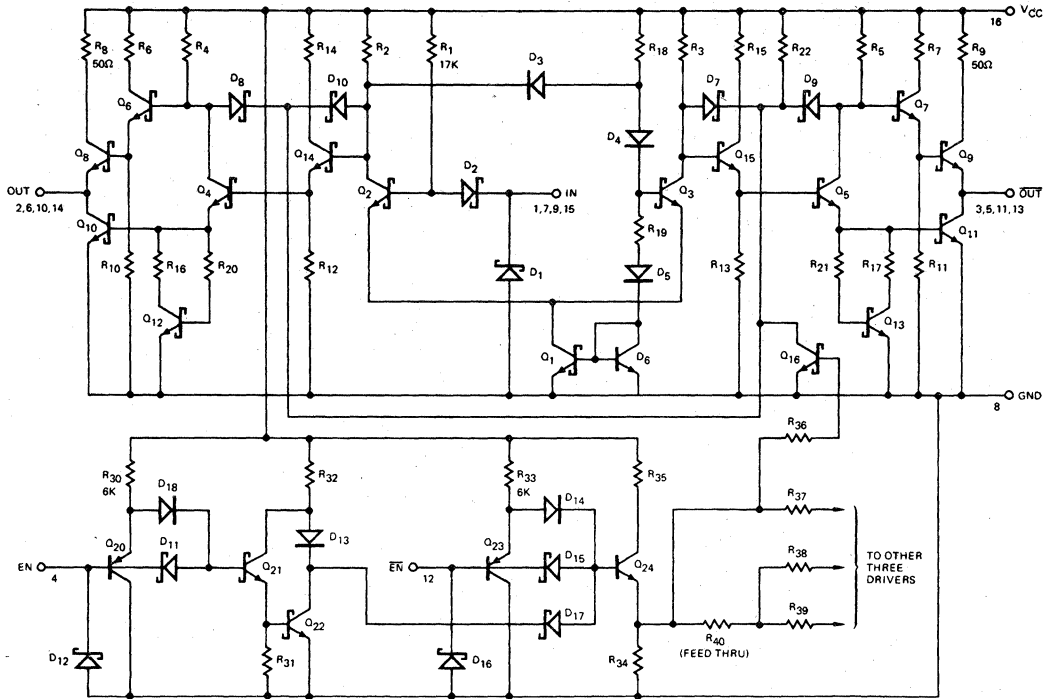 VCC
16
R8
50Ω
R6
R4
R14
R2
R1
17K
R18
R3
R15
R22
R5
R7
R9
50Ω
D3
D8
D10
D7
D9
Q6
Q7
D4
Q8
Q14
Q15
Q9
Q4
Q2
D2
IN
1,7,9,15
Q3
Q5
OUT
2,6,10,14
OUT
3,5,11,13
Q10
R19
Q11
R10
R16
R20
R12
D1
D5
R13
R21
R17
R11
Q12
Q13
Q1
D6
Q16
GND
8
R36
R30
6K
D18
R32
R33
6K
D14
R35
R37
Q20
D11
D13
Q23
D15
EN
4
Q21
EN
12
Q24
R38
TO OTHER
THREE
DRIVERS
D17
R39
Q22
R40
(FEED THRU)
D12
R31
D16
R34